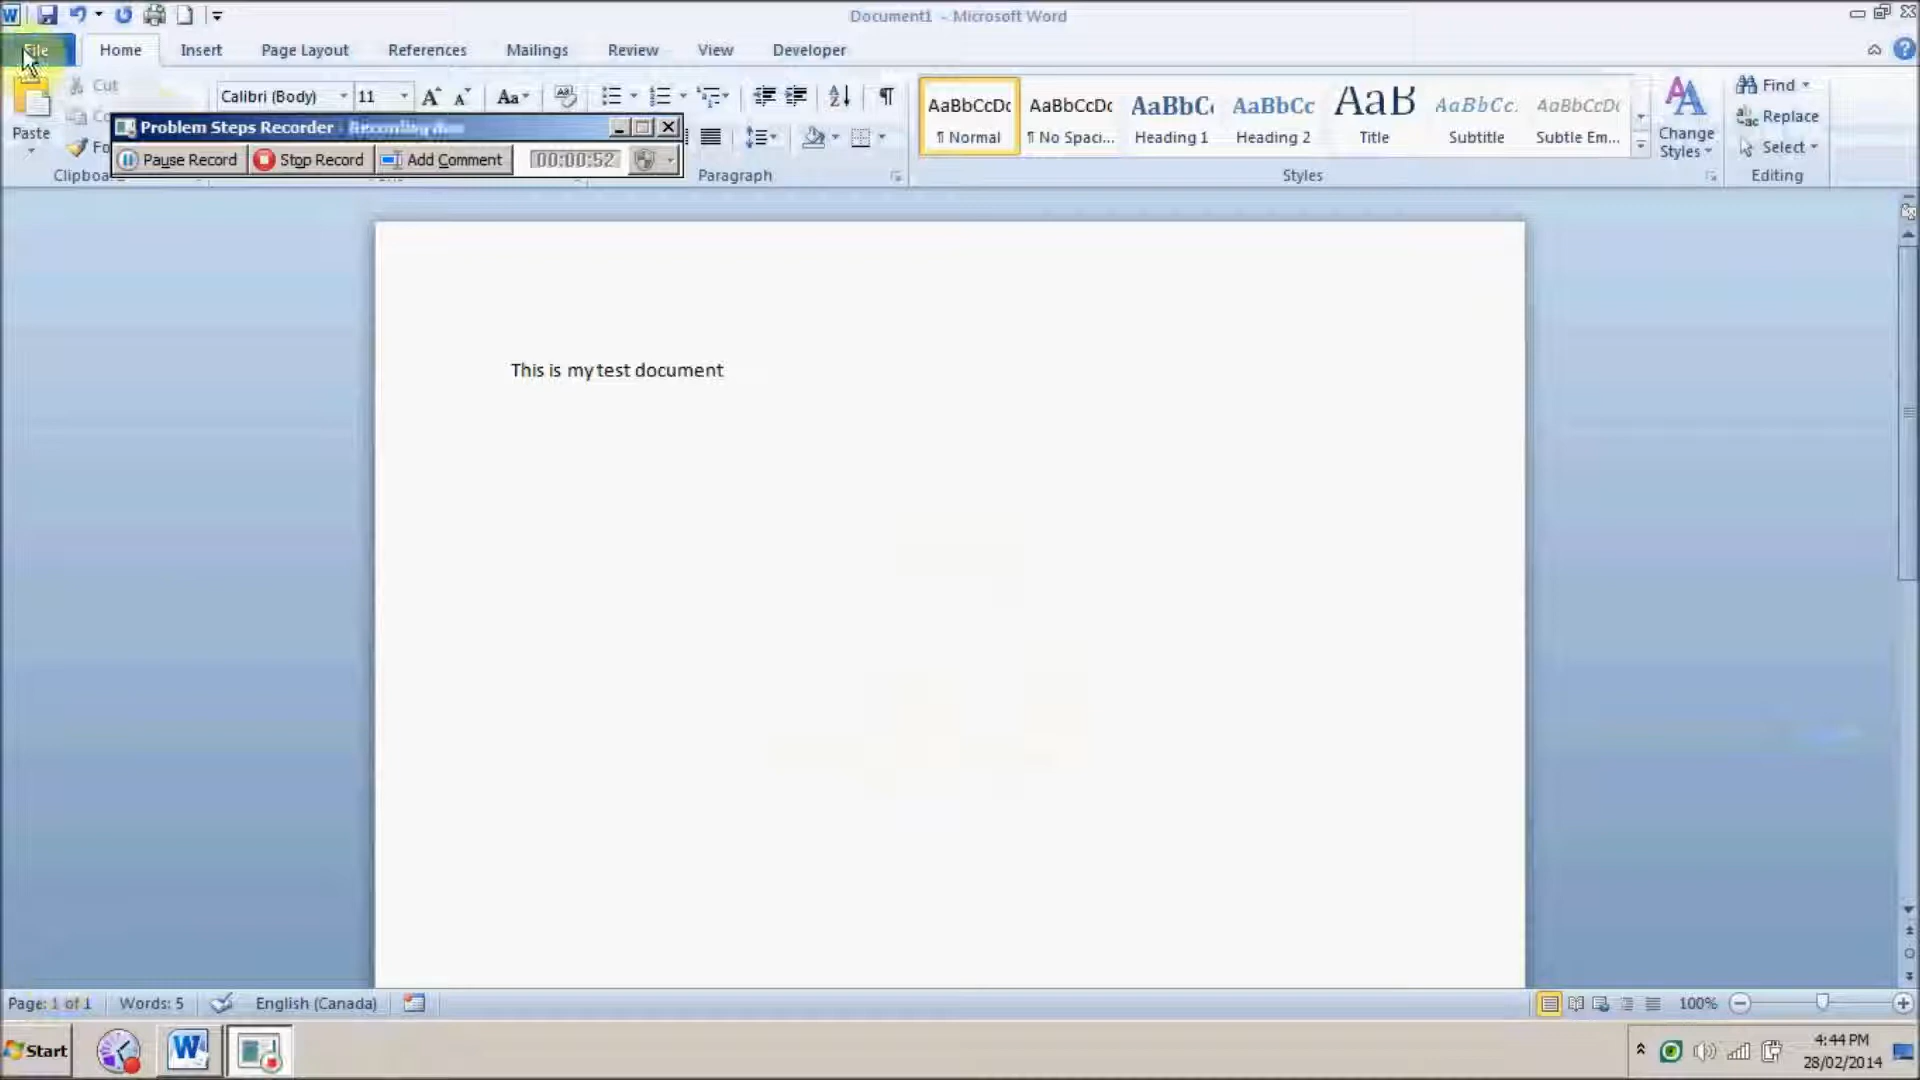 Document1 - Microsoft Word
File Home Insert Page Layout References Mailings Review View Developer
Cut
Paste
Calibri (Body) 11
Problem Steps Recorder - Recording now
Pause Record Stop Record Add Comment 00:00:52
AaBbCcDc AaBbCcDc AaBbC AaBbCc AaB AaBbCc. AaBbCcDc
¶ Normal ¶ No Spaci... Heading 1 Heading 2 Title Subtitle Subtle Em...
Change Styles
Find
Replace
Select
Paragraph Styles Editing
This is my test document
Page: 1 of 1 Words: 5 English (Canada) 100%
Start
4:44 PM
28/02/2014